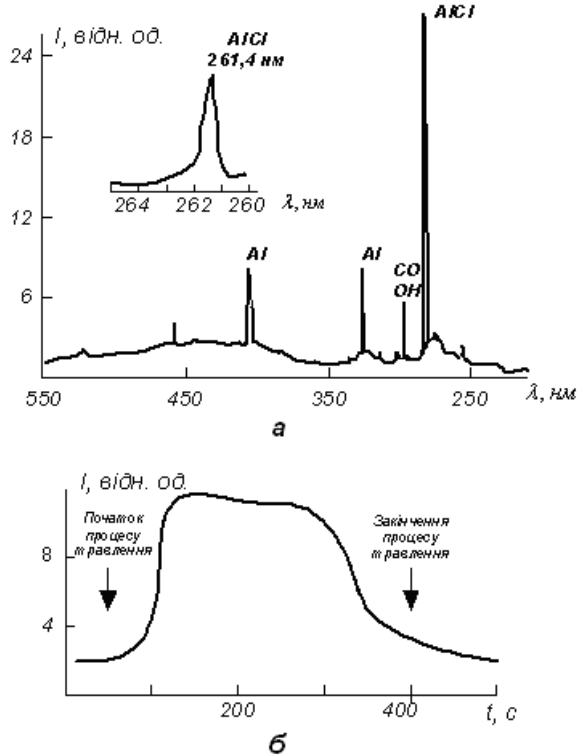 I, відн. од.
AlCl
AlCl
261,4 нм
24
18
12
6
264 262 260 λ, нм
Al
Al
CO
OH
550 450 350 250 λ, нм
а
I, відн. од.
Початок
процесу
травлення
Закінчення
процесу
травлення
8
4
200 400 t, с
б